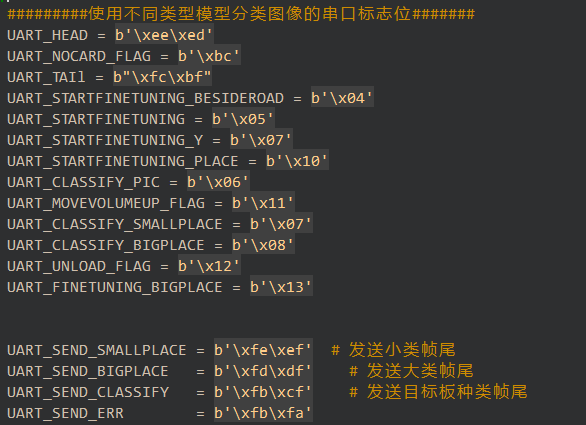 #########使用不同类型模型分类图像的串口标志位#######
UART_HEAD = b'\xee\xed'
UART_NOCARD_FLAG = b'\xbc'
UART_TAIl = b"\xfc\xbf"
UART_STARTFINETUNING_BESIDEROAD = b'\x04'
UART_STARTFINETUNING = b'\x05'
UART_STARTFINETUNING_Y = b'\x07'
UART_STARTFINETUNING_PLACE = b'\x10'
UART_CLASSIFY_PIC = b'\x06'
UART_MOVEVOLUMEUP_FLAG = b'\x11'
UART_CLASSIFY_SMALLPLACE = b'\x07'
UART_CLASSIFY_BIGPLACE = b'\x08'
UART_UNLOAD_FLAG = b'\x12'
UART_FINETUNING_BIGPLACE = b'\x13'
UART_SEND_SMALLPLACE = b'\xfe\xef'  # 发送小类帧尾
UART_SEND_BIGPLACE   = b'\xfd\xdf'    # 发送大类帧尾
UART_SEND_CLASSIFY   = b'\xfb\xcf'    # 发送目标板种类帧尾
UART_SEND_ERR        = b'\xfb\xfa'